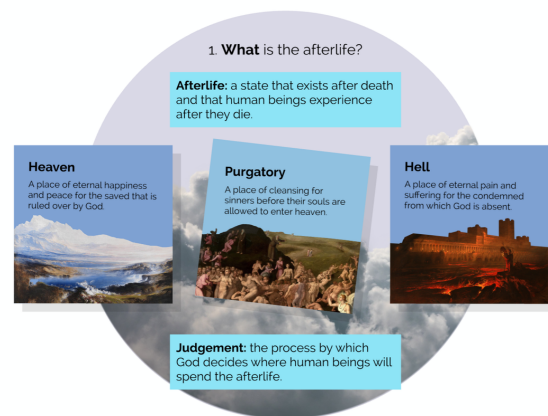 1. What is the afterlife?
Afterlife: a state that exists after death
and that human beings experience
after they die.
Heaven
A place of eternal happiness
and peace for the saved that is
ruled over by God.
Purgatory
A place of cleansing for
sinners before their souls are
allowed to enter heaven.
Hell
A place of eternal pain and
suffering for the condemned
from which God is absent.
Judgement: the process by which
God decides where human beings will
spend the afterlife.